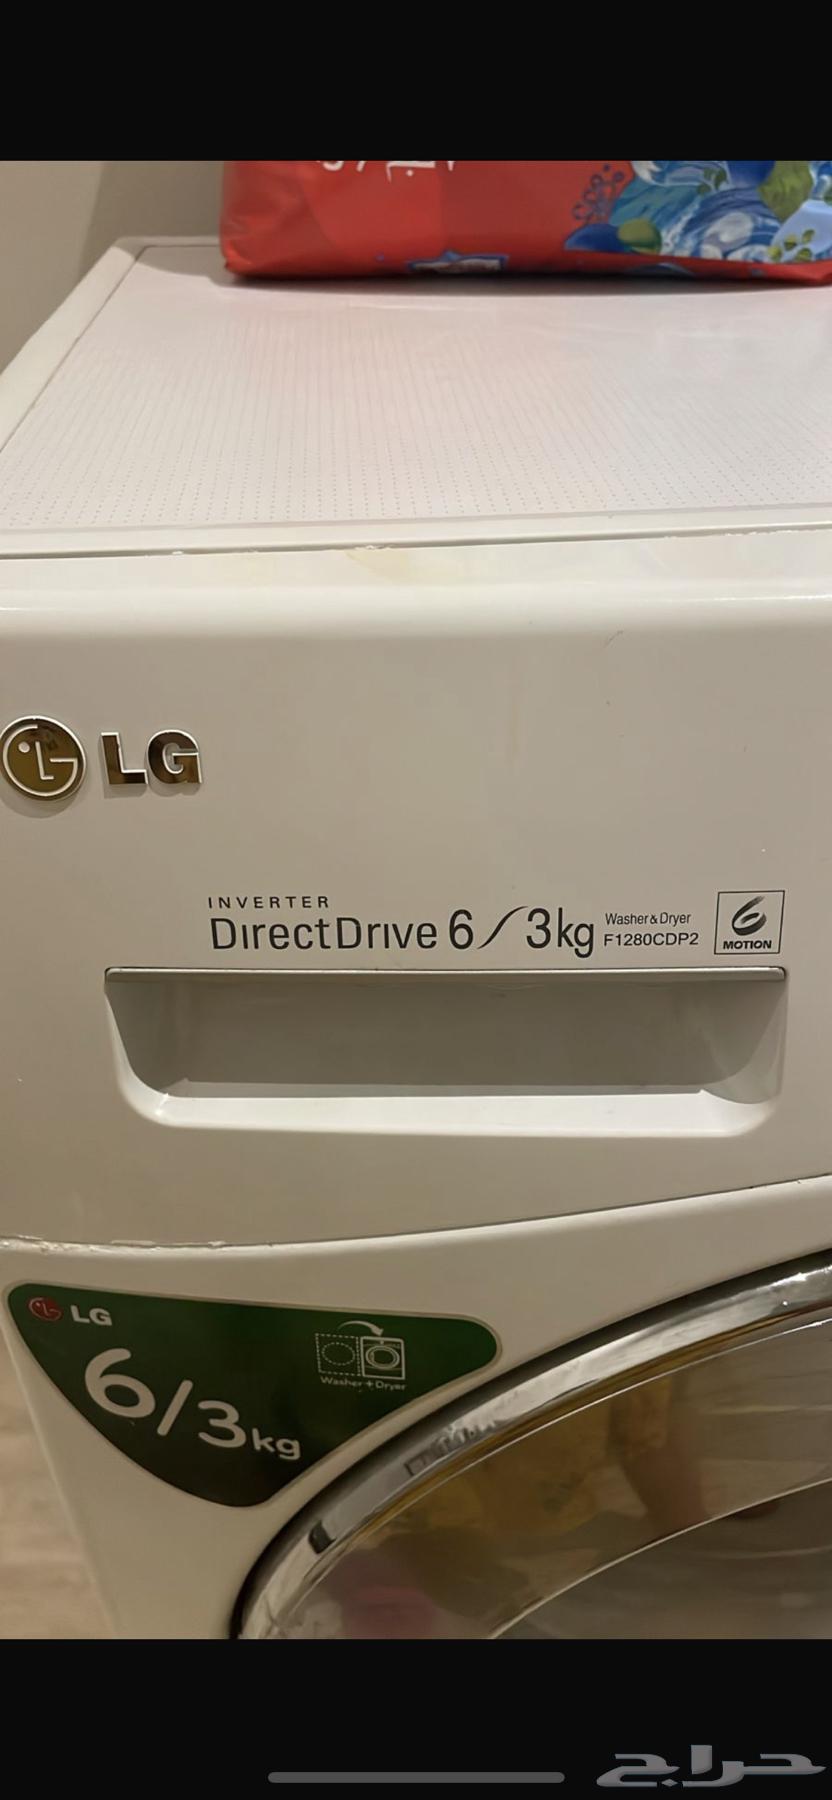 LG
INVERTER
DirectDrive 6/3kg
Washer & Dryer
F1280CDP2
6
MOTION
LG
6/3kg
Washer + Dryer
حراج